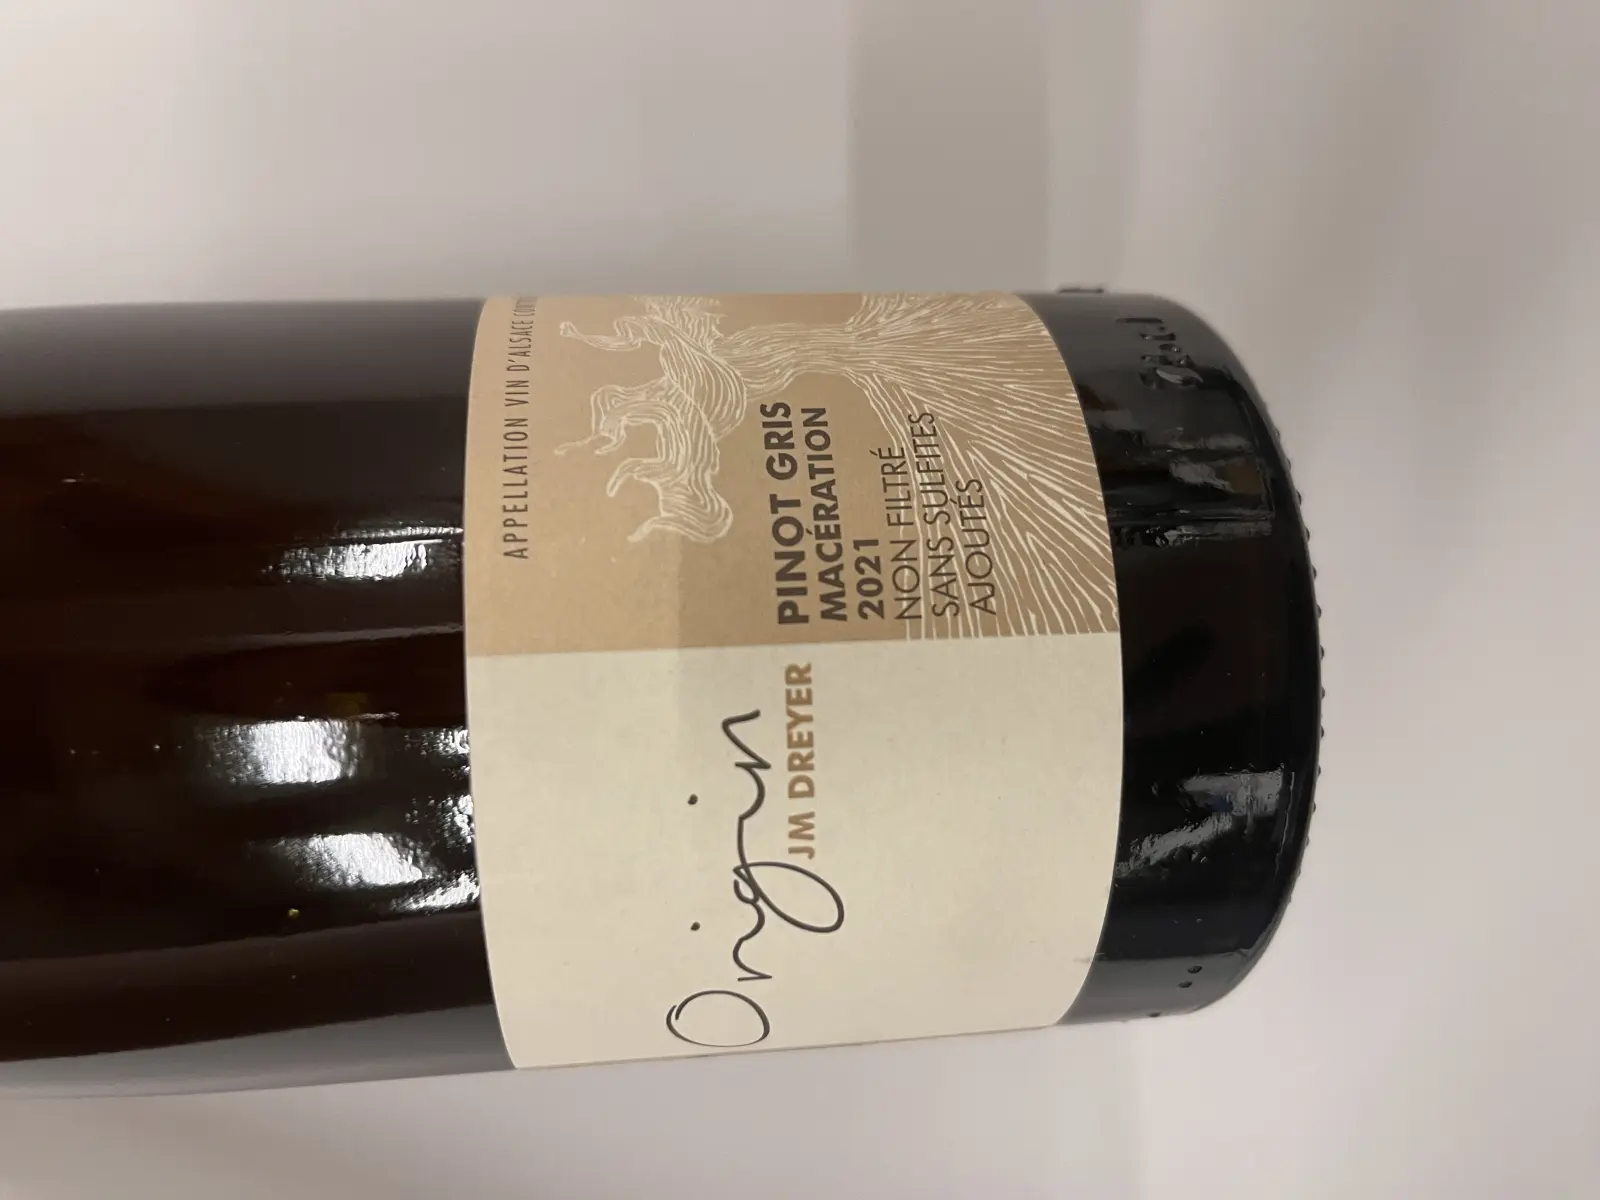 APPELLATION VIN D'ALSACE
Origin
JM DREYER
PINOT GRIS
MACÉRATION
2021
NON FILTRÉ
SANS SULFITES
AJOUTÉS